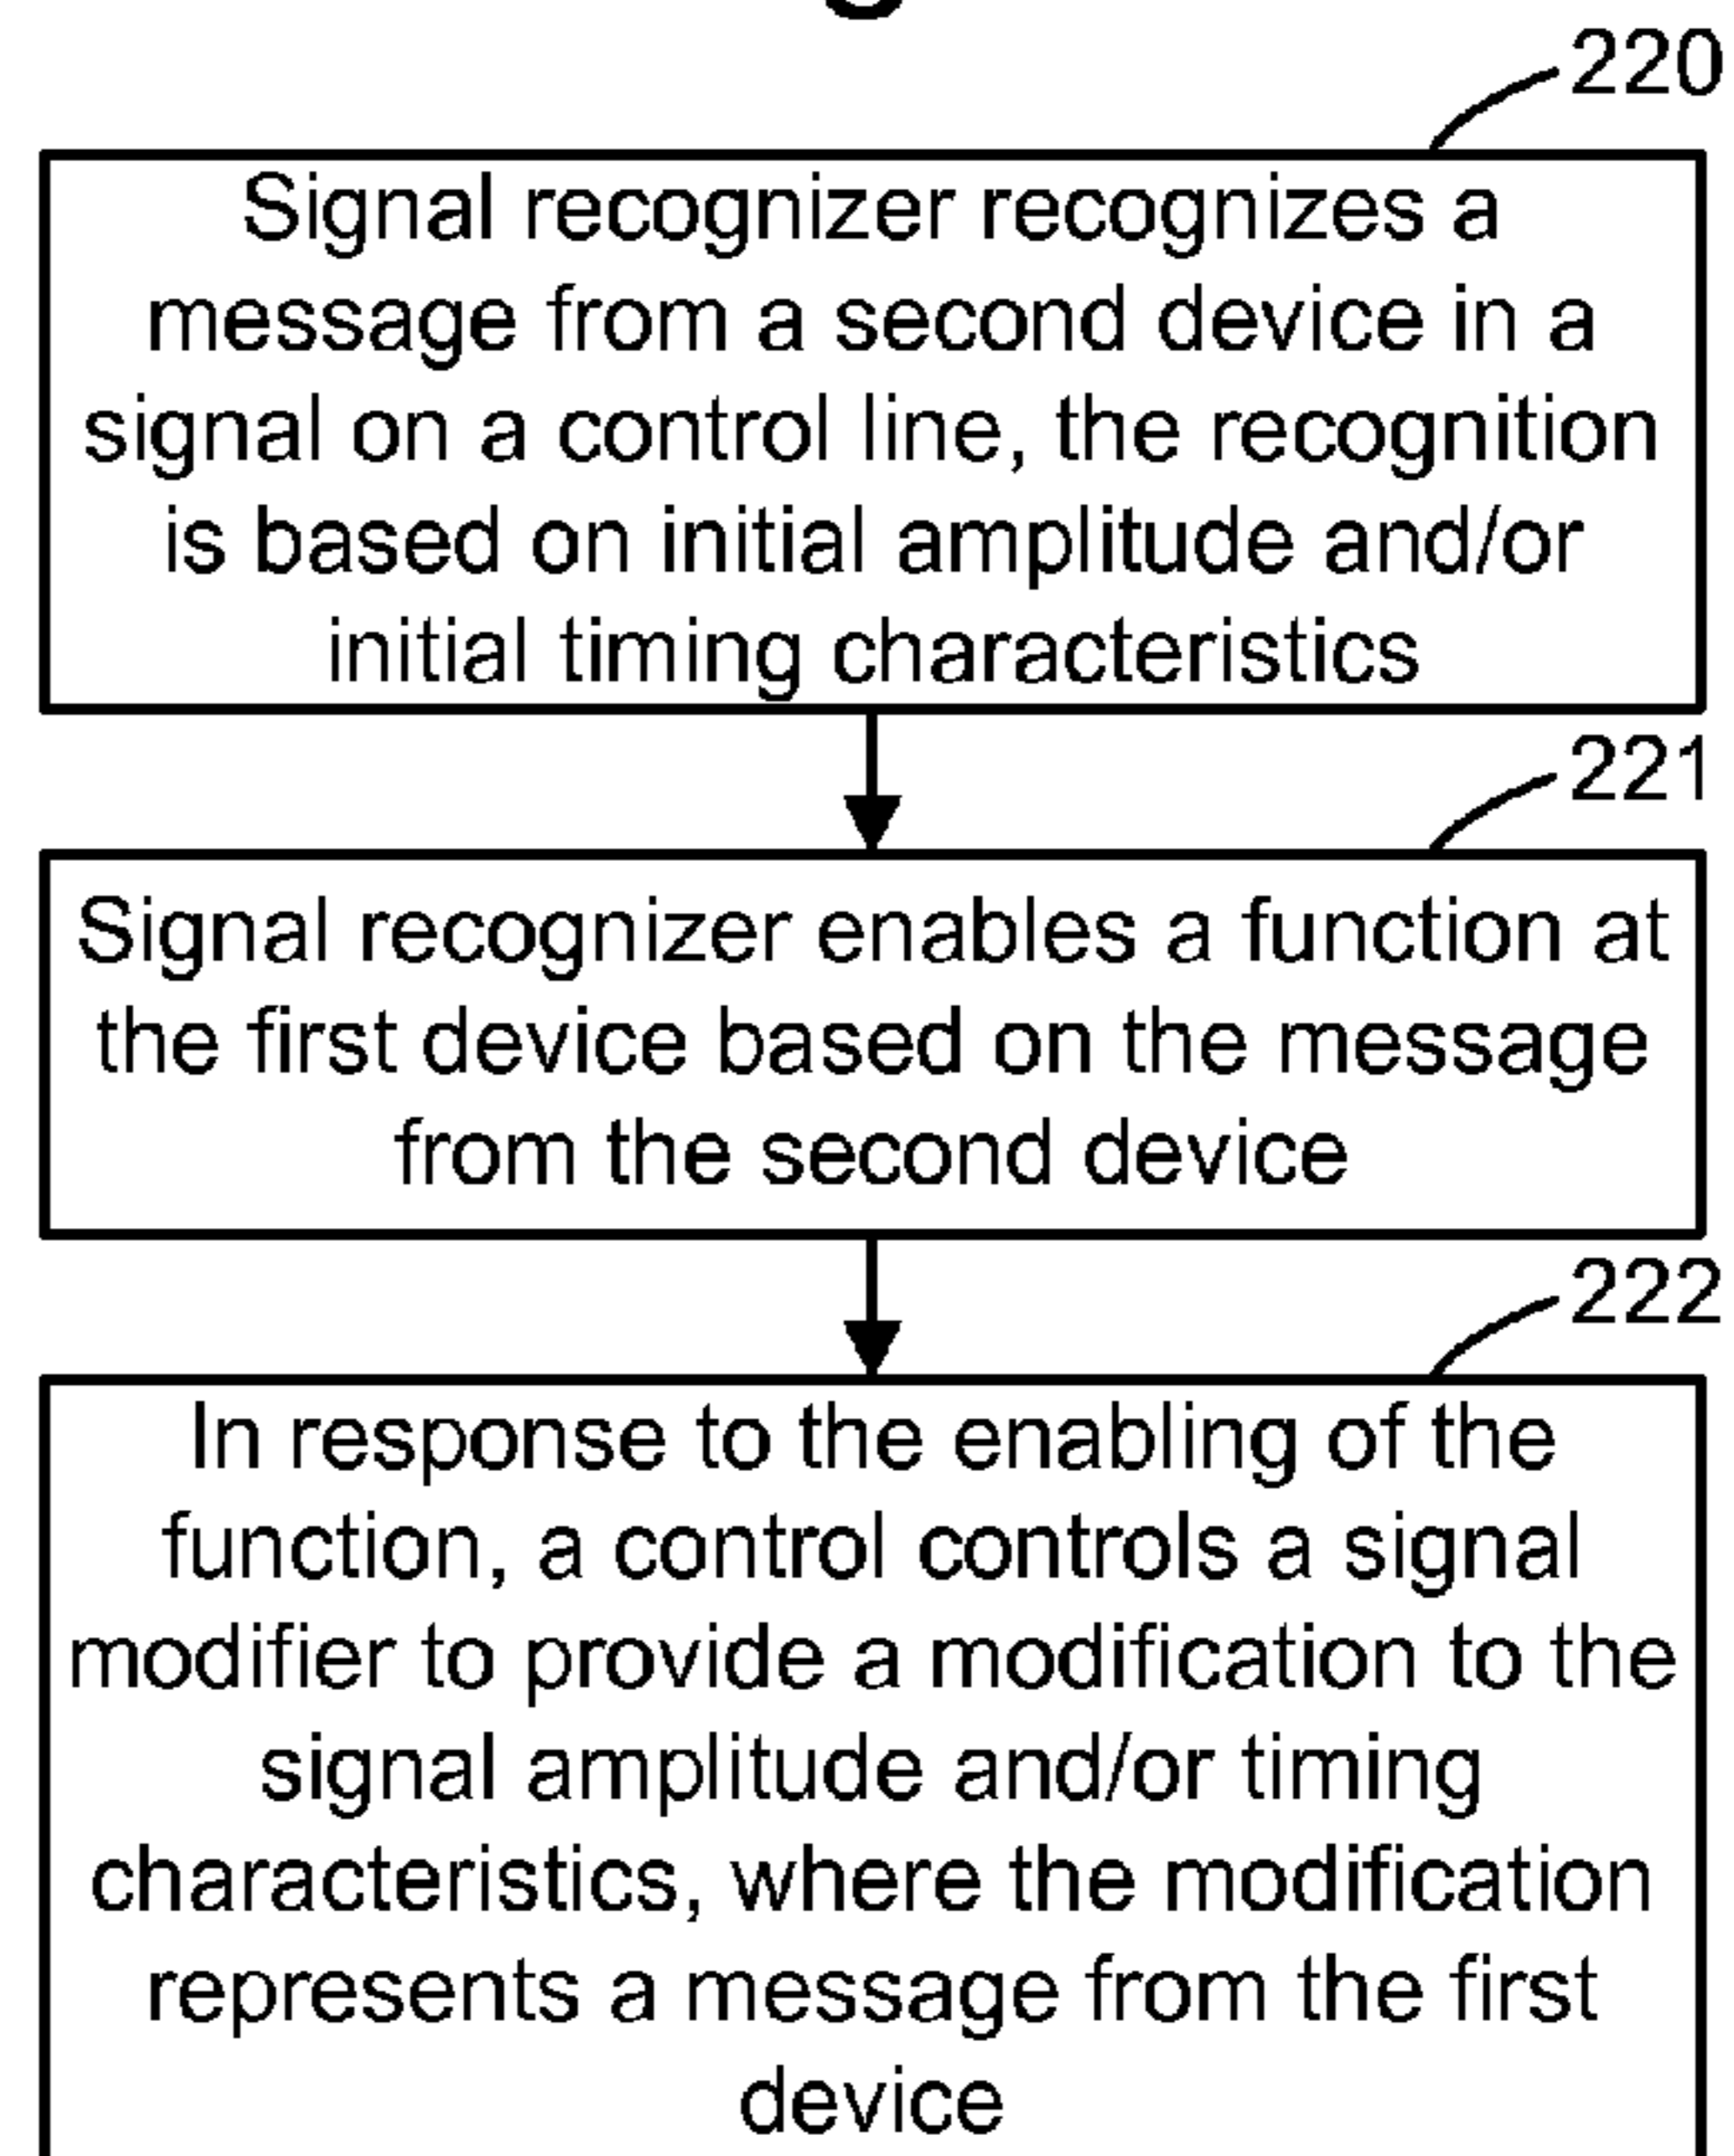 220
Signal recognizer recognizes a
message from a second device in a
signal on a control line, the recognition
is based on initial amplitude and/or
initial timing characteristics
221
Signal recognizer enables a function at
the first device based on the message
from the second device
222
In response to the enabling of the
function, a control controls a signal
modifier to provide a modification to the
signal amplitude and/or timing
characteristics, where the modification
represents a message from the first
device